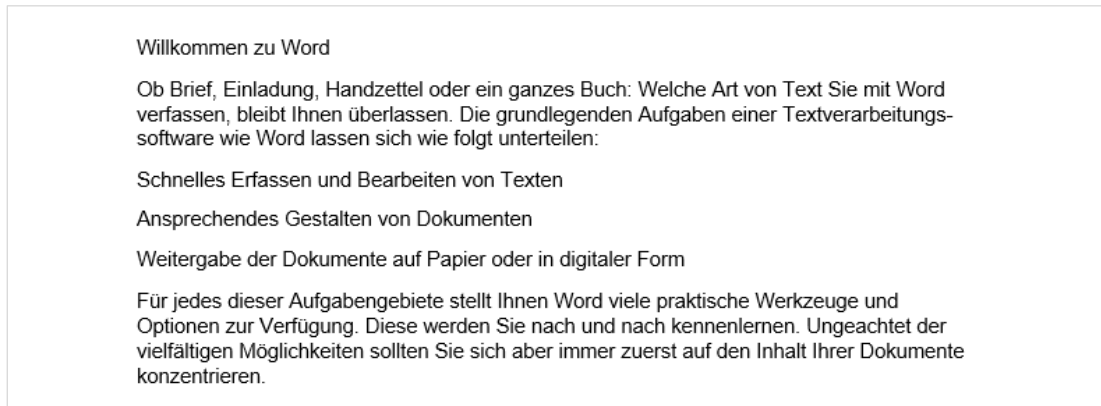 Willkommen zu Word
Ob Brief, Einladung, Handzettel oder ein ganzes Buch: Welche Art von Text Sie mit Word
verfassen, bleibt Ihnen überlassen. Die grundlegenden Aufgaben einer Textverarbeitungs-
software wie Word lassen sich wie folgt unterteilen:
Schnelles Erfassen und Bearbeiten von Texten
Ansprechendes Gestalten von Dokumenten
Weitergabe der Dokumente auf Papier oder in digitaler Form
Für jedes dieser Aufgabengebiete stellt Ihnen Word viele praktische Werkzeuge und
Optionen zur Verfügung. Diese werden Sie nach und nach kennenlernen. Ungeachtet der
vielfältigen Möglichkeiten sollten Sie sich aber immer zuerst auf den Inhalt Ihrer Dokumente
konzentrieren.